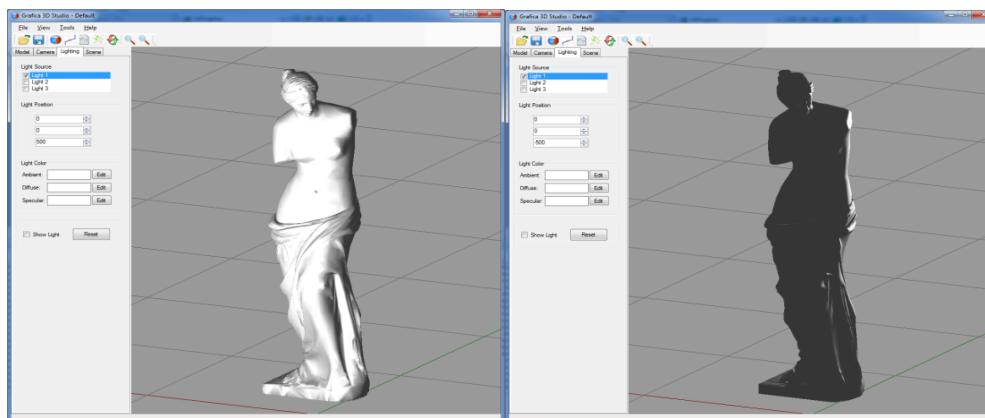 Grafica 3D Studio - Default
File View Tools Help
Model Camera Lighting Scene
Light Source
Light 1
Light 2
Light 3
Light Position
0
0
500
Light Color
Ambient: Edit
Diffuse: Edit
Specular: Edit
Show Light Reset
Grafica 3D Studio - Default
File View Tools Help
Model Camera Lighting Scene
Light Source
Light 1
Light 2
Light 3
Light Position
0
0
-500
Light Color
Ambient: Edit
Diffuse: Edit
Specular: Edit
Show Light Reset